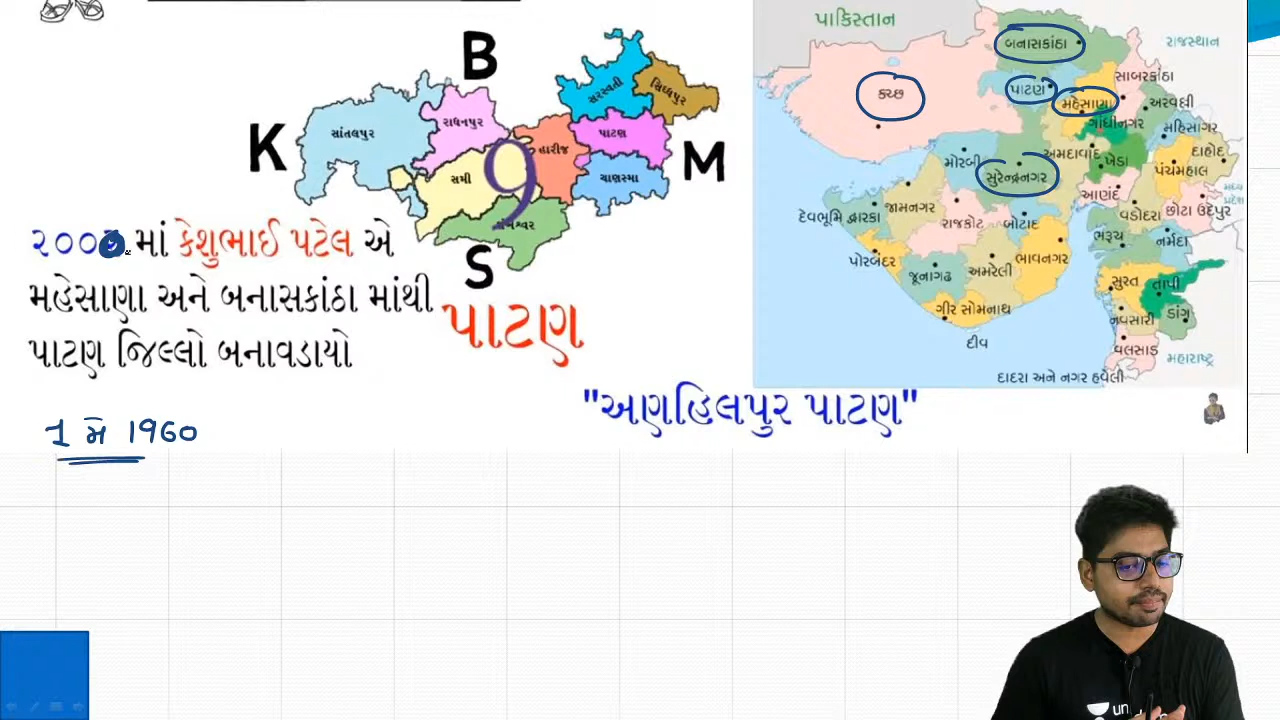 B
K
M
S
9
સાંતલપુર
રાધનપુર
સમી
હારીજ
સરસ્વતી
સિધ્ધપુર
પાટણ
ચાણસ્મા
માં કેશુભાઈ પટેલ એ
મહેસાણા અને બનાસકાંઠા માંથી
પાટણ જિલ્લો બનાવડાયો
પાટણ
"અણહિલપુર પાટણ"
1 મે 1960
પાકિસ્તાન
બનાસકાંઠા
રાજસ્થાન
કચ્છ
પાટણ
મહેસાણા
સાબરકાંઠા
અરવલ્લી
ગાંધીનગર
મહિસાગર
મોરબી
સુરેન્દ્રનગર
અમદાવાદ
ખેડા
પંચમહાલ
દાહોદ
મધ્ય
પ્રદેશ
દેવભૂમિ દ્વારકા
જામનગર
રાજકોટ
બોટાદ
આણંદ
વડોદરા
છોટા ઉદેપુર
પોરબંદર
જૂનાગઢ
અમરેલી
ભાવનગર
ભરૂચ
નર્મદા
ગીર સોમનાથ
સુરત
તાપી
નવસારી
ડાંગ
દીવ
વલસાડ
મહારાષ્ટ્ર
દાદરા અને નગર હવેલી